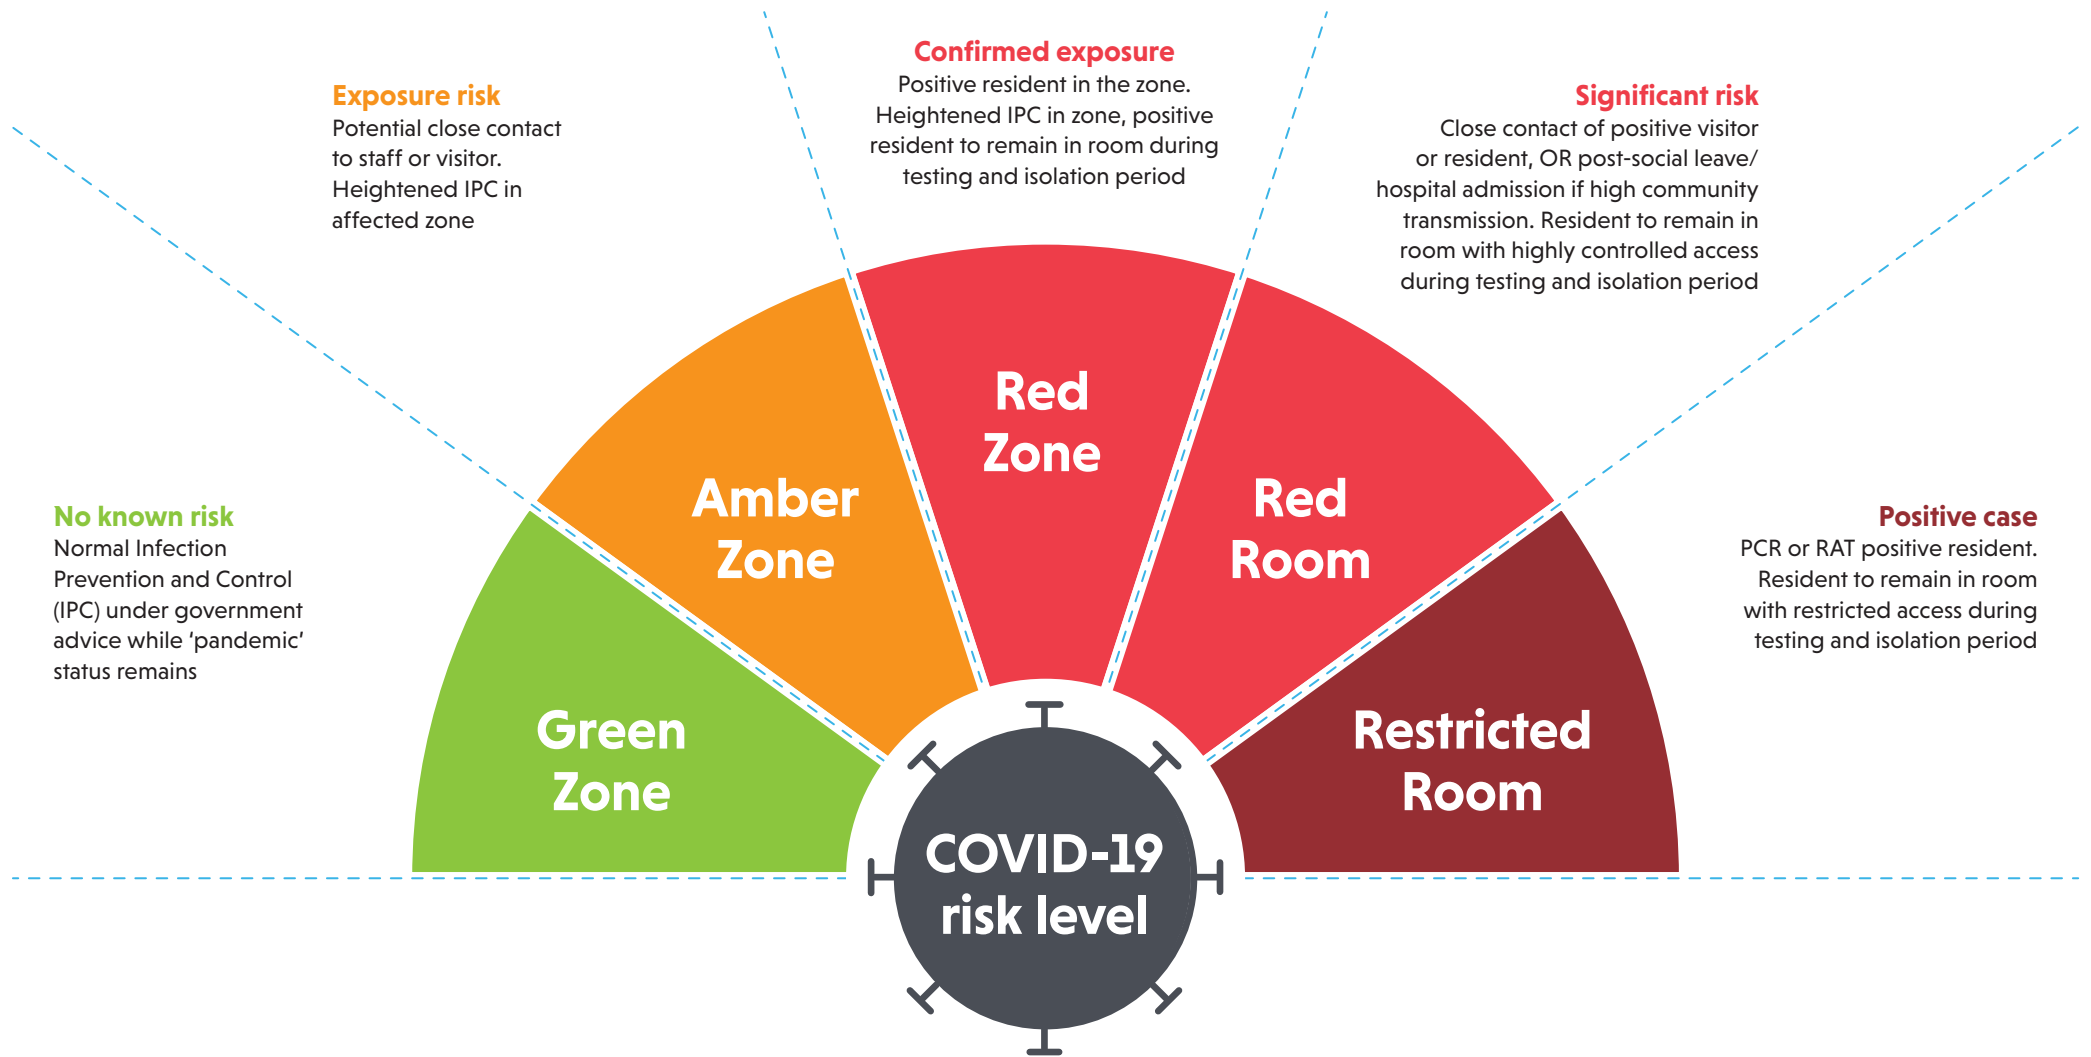 Confirmed exposure
Positive resident in the zone.
Heightened IPC in zone, positive
resident to remain in room during
testing and isolation period
Exposure risk
Potential close contact
to staff or visitor.
Heightened IPC in
affected zone
Significant risk
Close contact of positive visitor
or resident, OR post-social leave/
hospital admission if high community
transmission. Resident to remain in
room with highly controlled access
during testing and isolation period
No known risk
Normal Infection
Prevention and Control
(IPC) under government
advice while ‘pandemic’
status remains
Positive case
PCR or RAT positive resident.
Resident to remain in room
with restricted access during
testing and isolation period
Green
Zone
Amber
Zone
Red
Zone
Red
Room
Restricted
Room
COVID-19
risk level